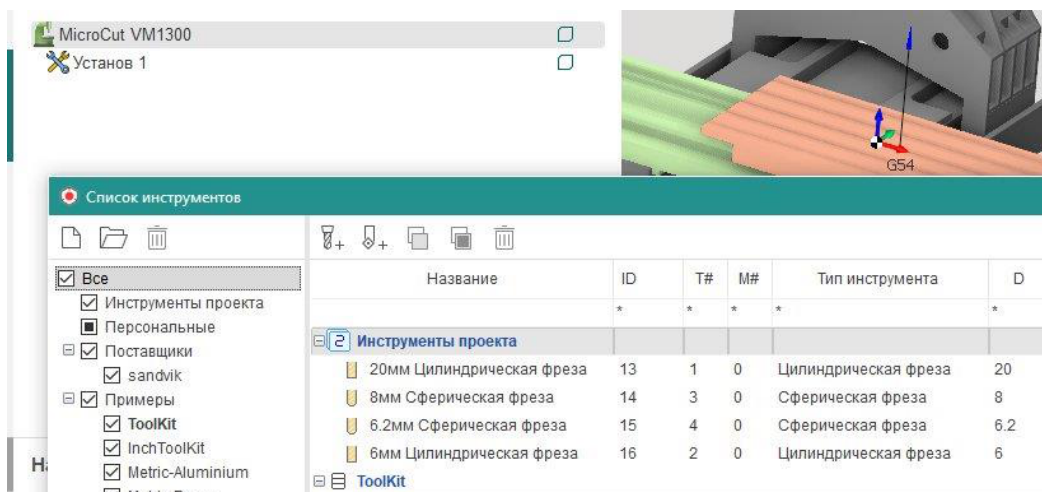 MicroCut VM1300
Установ 1
G54
Список инструментов
Все
Инструменты проекта
Персональные
Поставщики
sandvik
Примеры
ToolKit
InchToolKit
Metric-Aluminium
Название ID T# M# Тип инструмента D
* * * * *
Инструменты проекта
20мм Цилиндрическая фреза 13 1 0 Цилиндрическая фреза 20
8мм Сферическая фреза 14 3 0 Сферическая фреза 8
6.2мм Сферическая фреза 15 4 0 Сферическая фреза 6.2
6мм Цилиндрическая фреза 16 2 0 Цилиндрическая фреза 6
ToolKit